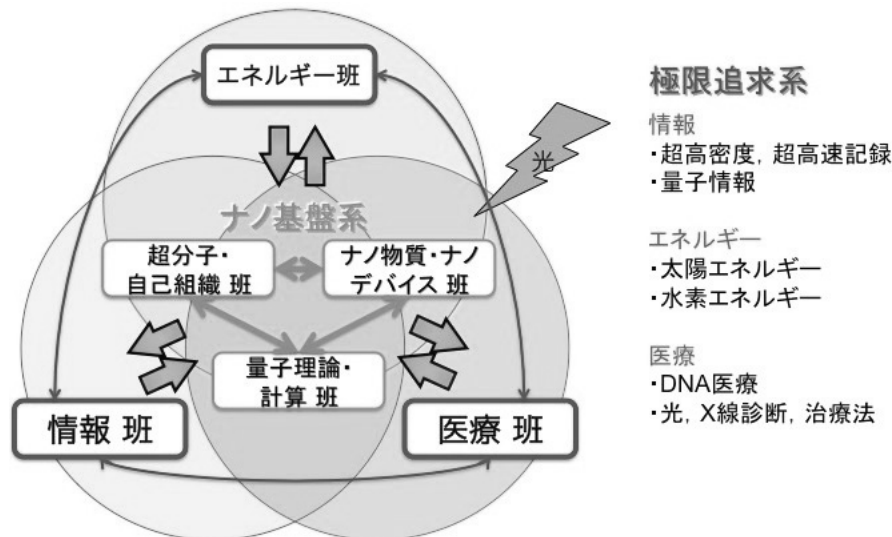 エネルギー班
光
ナノ基盤系
超分子・
自己組織 班
ナノ物質・ナノ
デバイス 班
量子理論・
計算 班
情報 班
医療 班
極限追求系
情報
・超高密度, 超高速記録
・量子情報
エネルギー
・太陽エネルギー
・水素エネルギー
医療
・DNA医療
・光, X線診断, 治療法